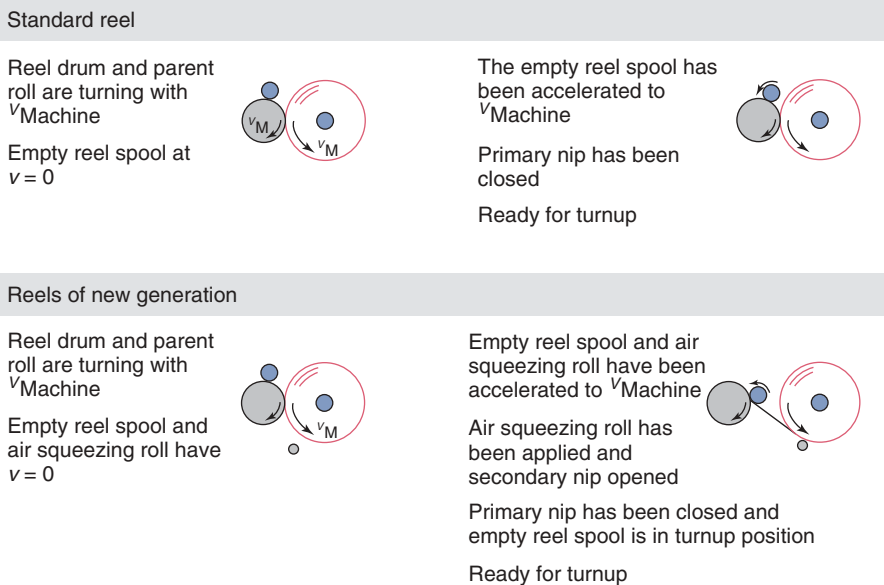 Standard reel
Reel drum and parent
roll are turning with
vMachine
Empty reel spool at
v = 0
vM
vM
The empty reel spool has
been accelerated to
vMachine
Primary nip has been
closed
Ready for turnup
Reels of new generation
Reel drum and parent
roll are turning with
vMachine
Empty reel spool and
air squeezing roll have
v = 0
vM
Empty reel spool and air
squeezing roll have been
accelerated to vMachine
Air squeezing roll has
been applied and
secondary nip opened
Primary nip has been closed and
empty reel spool is in turnup position
Ready for turnup